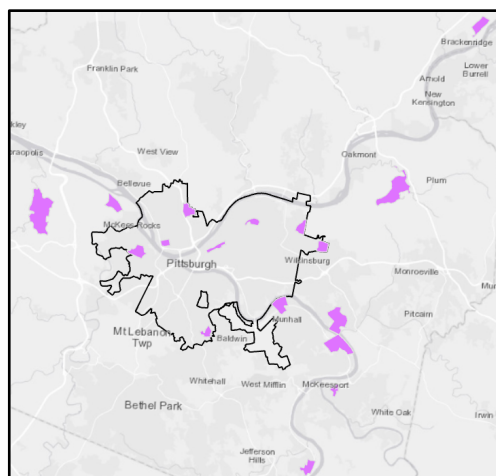 Brackenridge
Lower
Burrell
Franklin Park
Arnold
New
Kensington
kley
West View
Oakmont
raopolis
Bellevue
Plum
McKees Rocks
Wilkinsburg
Pittsburgh
Monroeville
Mur
Pitcairn
Munhall
Mt Lebanon
Twp
Baldwin
Whitehall
West Mifflin
McKeesport
Bethel Park
White Oak
Irwin
Jefferson
Hills